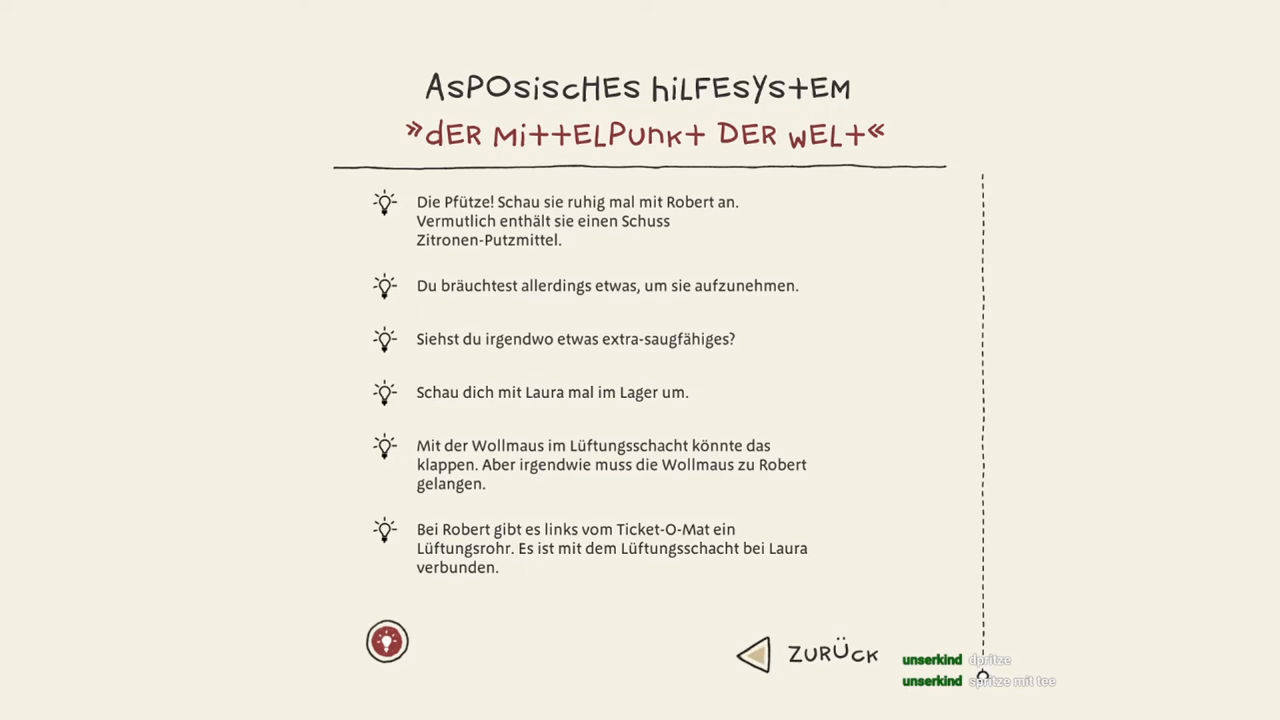 Asposisches Hilfesystem
»Der Mittelpunkt der Welt«
Die Pfütze! Schau sie ruhig mal mit Robert an.
Vermutlich enthält sie einen Schuss
Zitronen-Putzmittel.
Du bräuchtest allerdings etwas, um sie aufzunehmen.
Siehst du irgendwo etwas extra-saugfähiges?
Schau dich mit Laura mal im Lager um.
Mit der Wollmaus im Lüftungsschacht könnte das
klappen. Aber irgendwie muss die Wollmaus zu Robert
gelangen.
Bei Robert gibt es links vom Ticket-O-Mat ein
Lüftungsrohr. Es ist mit dem Lüftungsschacht bei Laura
verbunden.
Zurück
unserkind dpritze
unserkind spritze mit tee